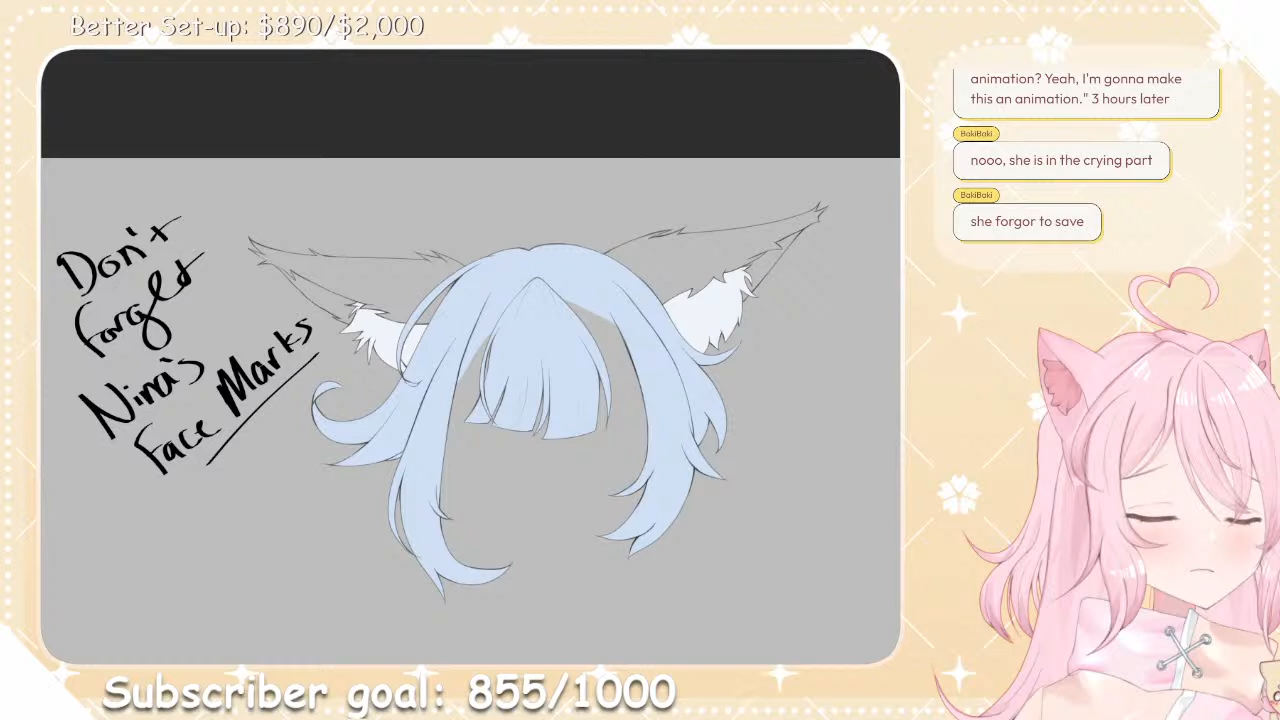 Better Set-up: $890/$2,000
animation? Yeah, I'm gonna make
this an animation." 3 hours later
BakiBaki
nooo, she is in the crying part
BakiBaki
she forgor to save
Don't
forget
Nina's
Face Marks
Subscriber goal: 855/1000